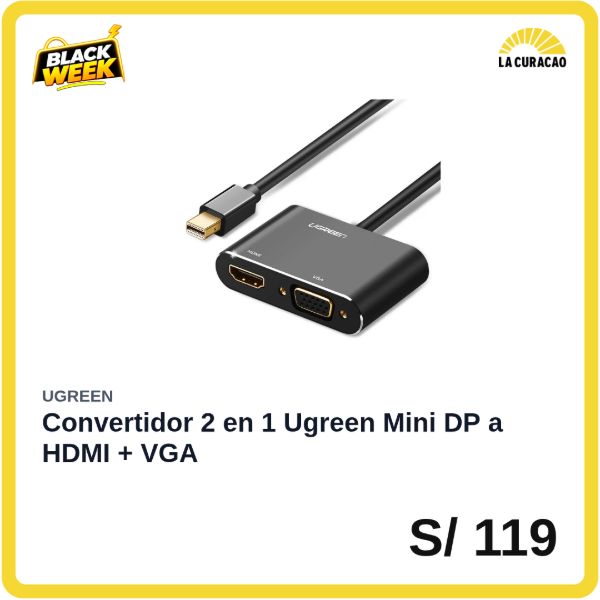 BLACK
WEEK
LA CURACAO
UGREEN
HDMI
VGA
UGREEN
Convertidor 2 en 1 Ugreen Mini DP a
HDMI + VGA
S/ 119